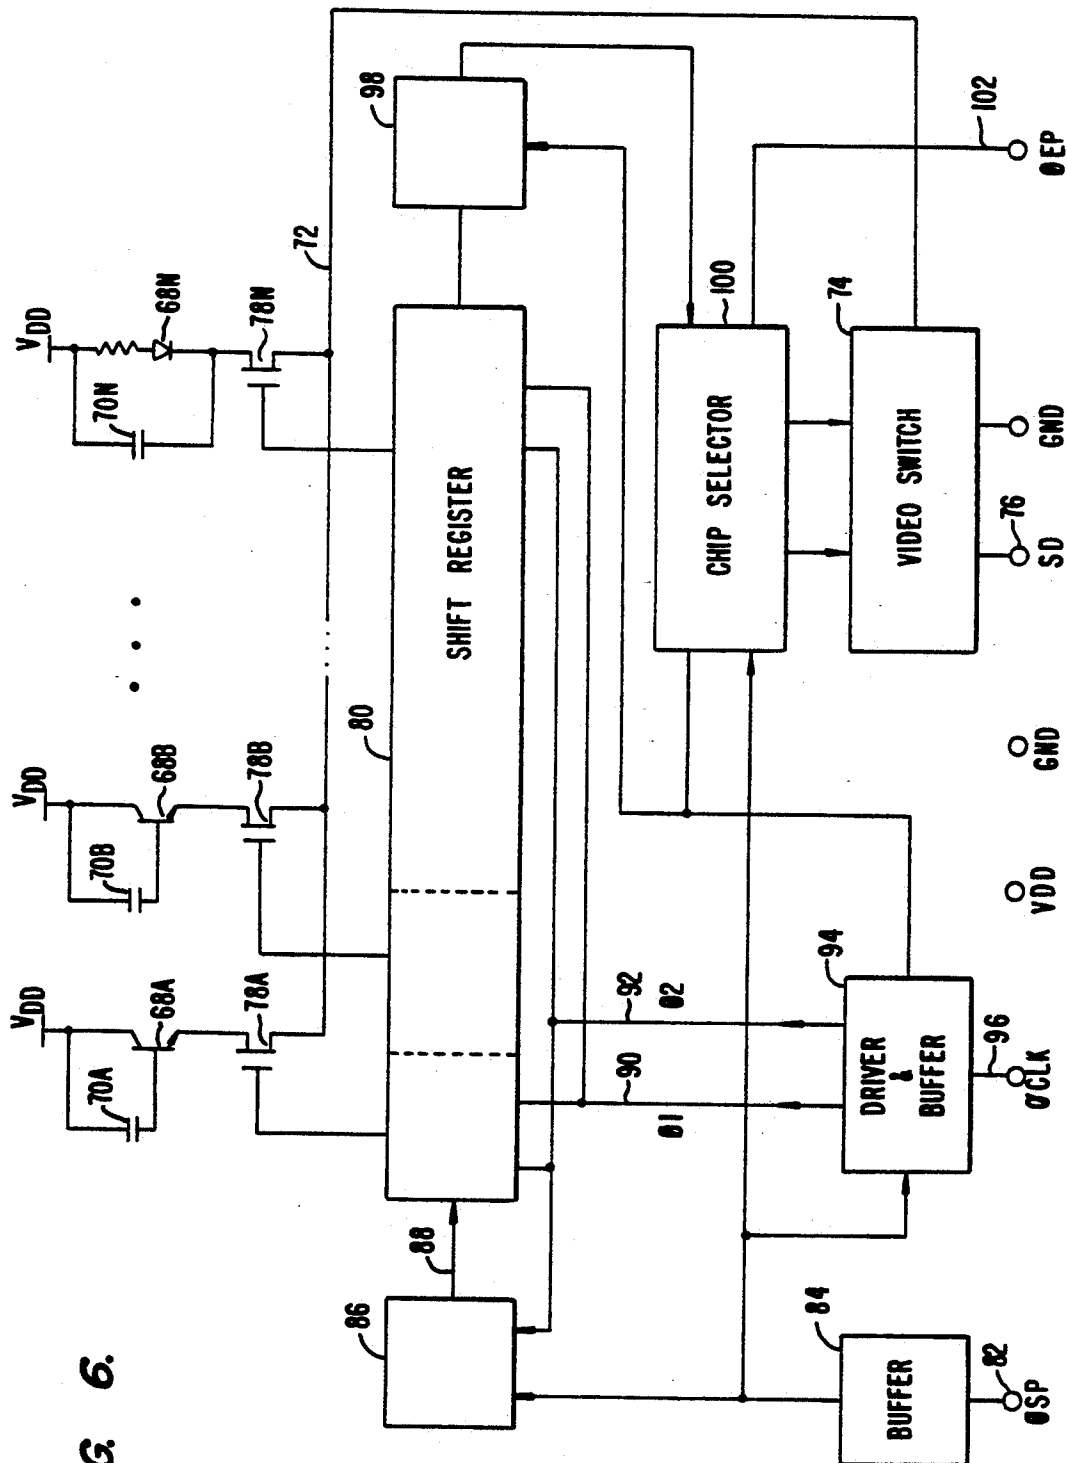 G. 6.
VDD
VDD
VDD
70A
68A
70B
68B
70N
68N
78A
78B
78N
72
80
98
86
88
SHIFT REGISTER
90
92
Ø1
Ø2
100
CHIP SELECTOR
84
BUFFER
94
DRIVER
&
BUFFER
74
VIDEO SWITCH
82
96
76
102
ØSP
ØCLK
VDD
GND
SD
GND
ØEP